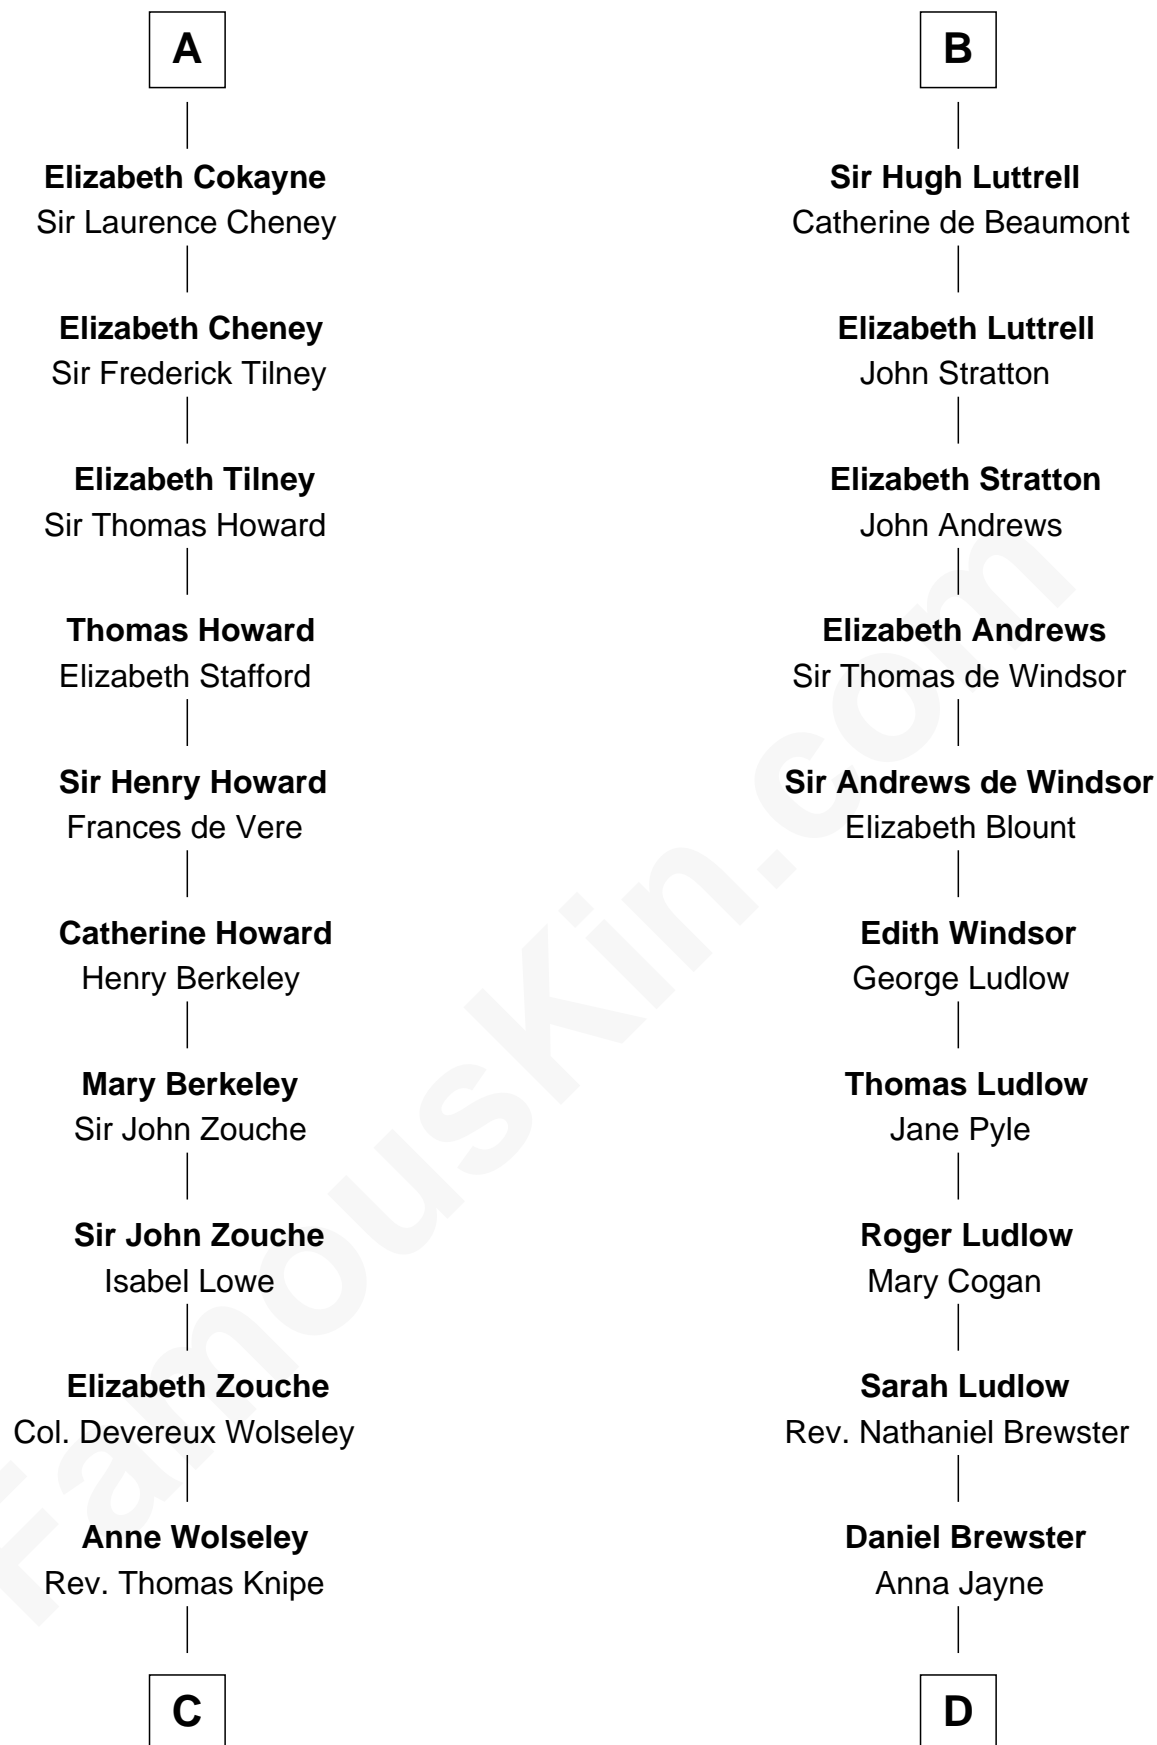 A
Elizabeth Cokayne
Sir Laurence Cheney
Elizabeth Cheney
Sir Frederick Tilney
Elizabeth Tilney
Sir Thomas Howard
Thomas Howard
Elizabeth Stafford
Sir Henry Howard
Frances de Vere
Catherine Howard
Henry Berkeley
Mary Berkeley
Sir John Zouche
Sir John Zouche
Isabel Lowe
Elizabeth Zouche
Col. Devereux Wolseley
Anne Wolseley
Rev. Thomas Knipe
C
B
Sir Hugh Luttrell
Catherine de Beaumont
Elizabeth Luttrell
John Stratton
Elizabeth Stratton
John Andrews
Elizabeth Andrews
Sir Thomas de Windsor
Sir Andrews de Windsor
Elizabeth Blount
Edith Windsor
George Ludlow
Thomas Ludlow
Jane Pyle
Roger Ludlow
Mary Cogan
Sarah Ludlow
Rev. Nathaniel Brewster
Daniel Brewster
Anna Jayne
D
FamousKin.com